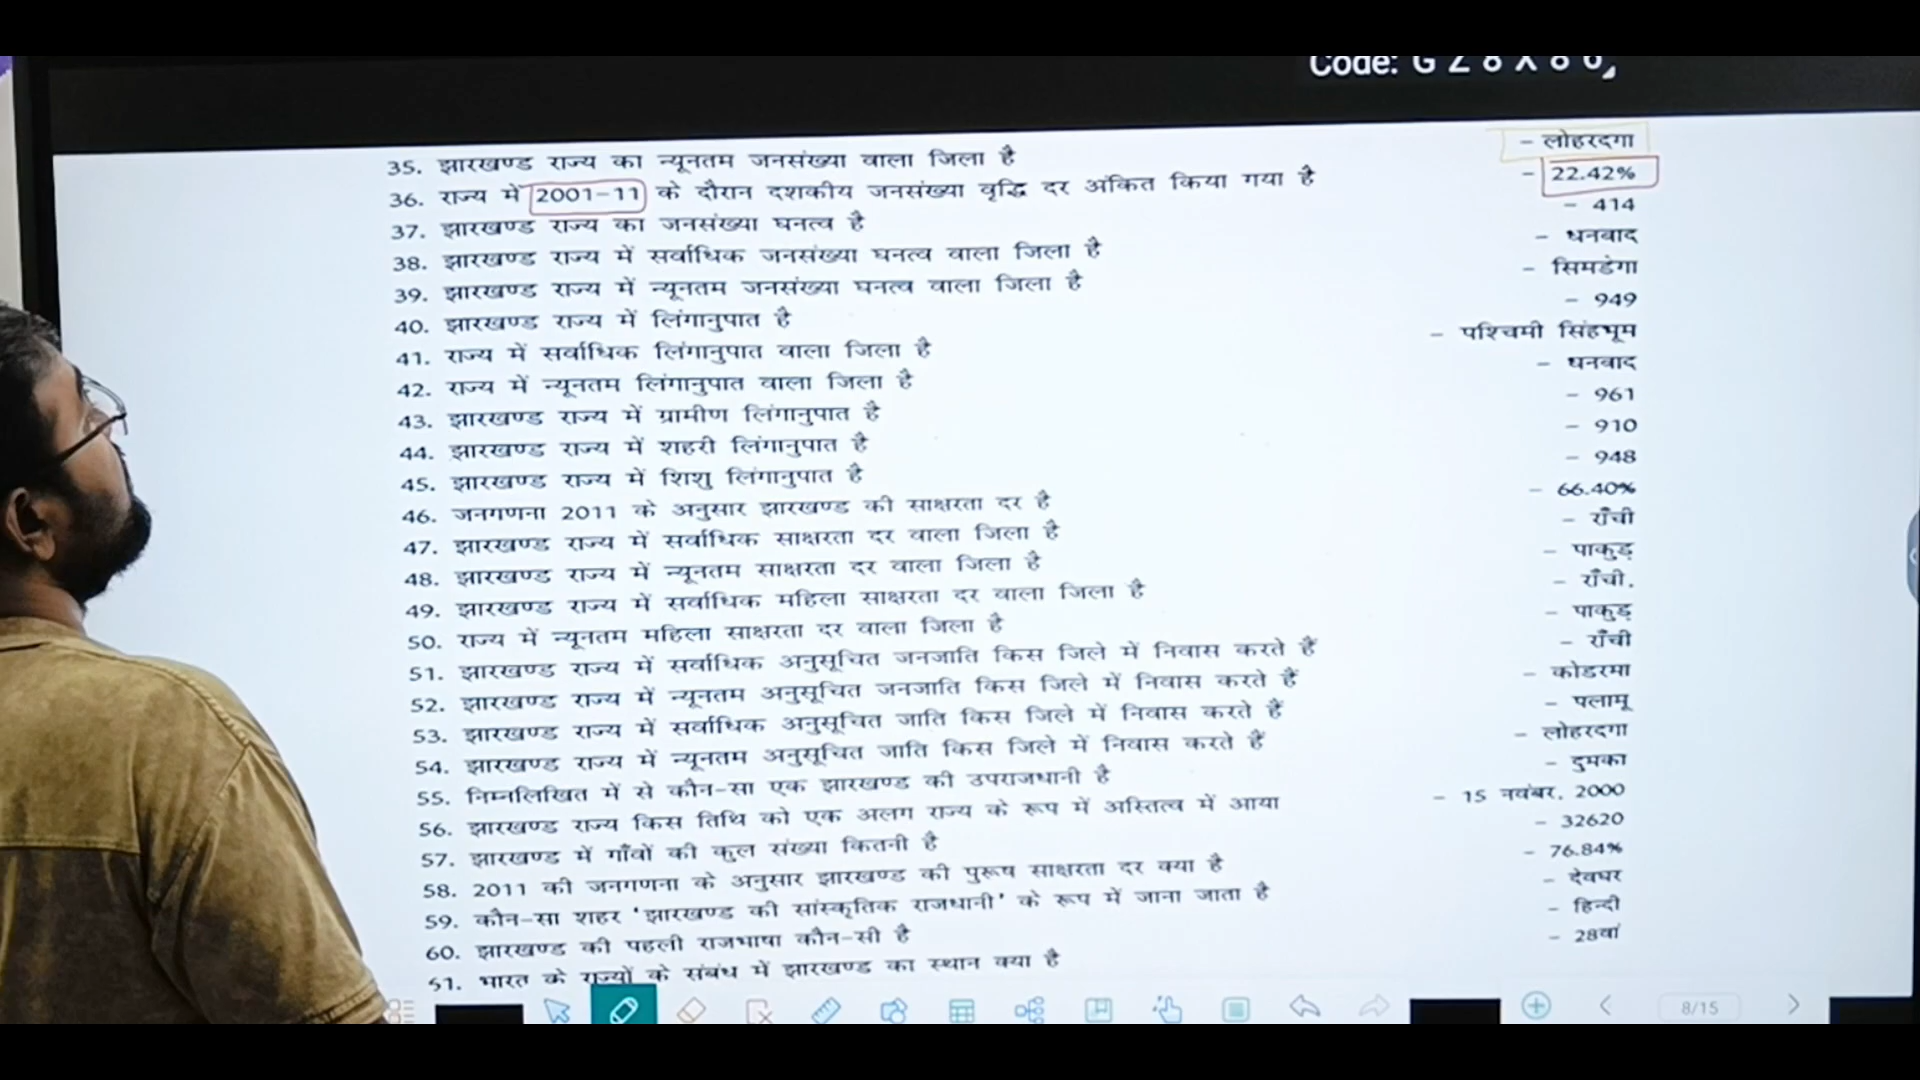 35. झारखण्ड राज्य का न्यूनतम जनसंख्या वाला जिला है - लोहरदगा
36. राज्य में 2001-11 के दौरान दशकीय जनसंख्या वृद्धि दर अंकित किया गया है - 22.42%
37. झारखण्ड राज्य का जनसंख्या घनत्व है - 414
38. झारखण्ड राज्य में सर्वाधिक जनसंख्या घनत्व वाला जिला है - धनबाद
39. झारखण्ड राज्य में न्यूनतम जनसंख्या घनत्व वाला जिला है - सिमडेगा
40. झारखण्ड राज्य में लिंगानुपात है - 949
41. राज्य में सर्वाधिक लिंगानुपात वाला जिला है - पश्चिमी सिंहभूम
42. राज्य में न्यूनतम लिंगानुपात वाला जिला है - धनबाद
43. झारखण्ड राज्य में ग्रामीण लिंगानुपात है - 961
44. झारखण्ड राज्य में शहरी लिंगानुपात है - 910
45. झारखण्ड राज्य में शिशु लिंगानुपात है - 948
46. जनगणना 2011 के अनुसार झारखण्ड की साक्षरता दर है - 66.40%
47. झारखण्ड राज्य में सर्वाधिक साक्षरता दर वाला जिला है - राँची
48. झारखण्ड राज्य में न्यूनतम साक्षरता दर वाला जिला है - पाकुड़
49. झारखण्ड राज्य में सर्वाधिक महिला साक्षरता दर वाला जिला है - राँची.
50. राज्य में न्यूनतम महिला साक्षरता दर वाला जिला है - पाकुड़
51. झारखण्ड राज्य में सर्वाधिक अनुसूचित जनजाति किस जिले में निवास करते हैं - राँची
52. झारखण्ड राज्य में न्यूनतम अनुसूचित जनजाति किस जिले में निवास करते हैं - कोडरमा
53. झारखण्ड राज्य में सर्वाधिक अनुसूचित जाति किस जिले में निवास करते हैं - पलामू
54. झारखण्ड राज्य में न्यूनतम अनुसूचित जाति किस जिले में निवास करते हैं - लोहरदगा
55. निम्नलिखित में से कौन-सा एक झारखण्ड की उपराजधानी है - दुमका
56. झारखण्ड राज्य किस तिथि को एक अलग राज्य के रूप में अस्तित्व में आया - 15 नवंबर, 2000
57. झारखण्ड में गाँवों की कुल संख्या कितनी है - 32620
58. 2011 की जनगणना के अनुसार झारखण्ड की पुरूष साक्षरता दर क्या है - 76.84%
59. कौन-सा शहर 'झारखण्ड की सांस्कृतिक राजधानी' के रूप में जाना जाता है - देवघर
60. झारखण्ड की पहली राजभाषा कौन-सी है - हिन्दी
61. भारत के राज्यों के संबंध में झारखण्ड का स्थान क्या है - 28वां
8/15